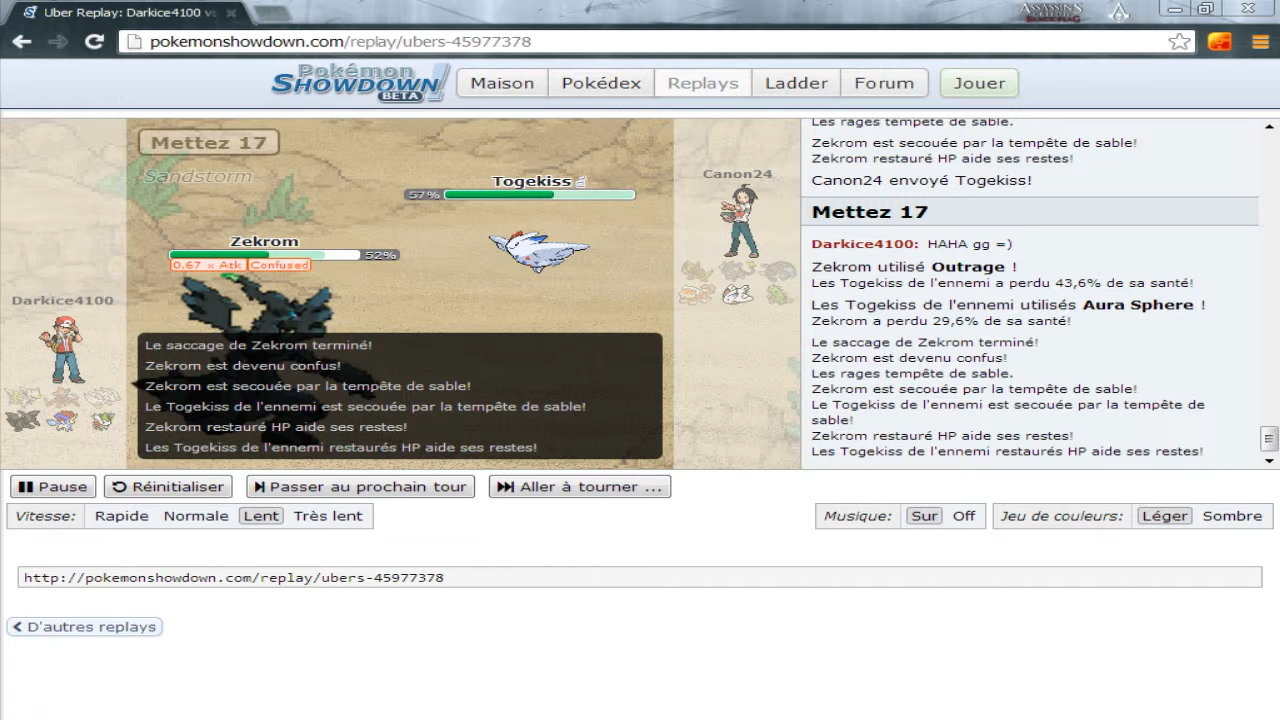 Uber Replay: Darkice4100 v
ASSASSIN'S
pokemonshowdown.com/replay/ubers-45977378
Pokémon
SHOWDOWN
BETA
Maison
Pokédex
Replays
Ladder
Forum
Jouer
Mettez 17
Sandstorm
Togekiss
57%
Zekrom
52%
0.67 x Atk
Confused
Darkice4100
Canon24
Le saccage de Zekrom terminé!
Zekrom est devenu confus!
Zekrom est secouée par la tempête de sable!
Le Togekiss de l'ennemi est secouée par la tempête de sable!
Zekrom restauré HP aide ses restes!
Les Togekiss de l'ennemi restaurés HP aide ses restes!
Les rages tempête de sable.
Zekrom est secouée par la tempête de sable!
Zekrom restauré HP aide ses restes!
Canon24 envoyé Togekiss!
Mettez 17
Darkice4100: HAHA gg =)
Zekrom utilisé Outrage !
Les Togekiss de l'ennemi a perdu 43,6% de sa santé!
Les Togekiss de l'ennemi utilisés Aura Sphere !
Zekrom a perdu 29,6% de sa santé!
Le saccage de Zekrom terminé!
Zekrom est devenu confus!
Les rages tempête de sable.
Zekrom est secouée par la tempête de sable!
Le Togekiss de l'ennemi est secouée par la tempête de
sable!
Zekrom restauré HP aide ses restes!
Les Togekiss de l'ennemi restaurés HP aide ses restes!
Pause
Réinitialiser
Passer au prochain tour
Aller à tourner ...
Vitesse: Rapide Normale Lent Très lent
Musique: Sur Off
Jeu de couleurs: Léger Sombre
http://pokemonshowdown.com/replay/ubers-45977378
D'autres replays